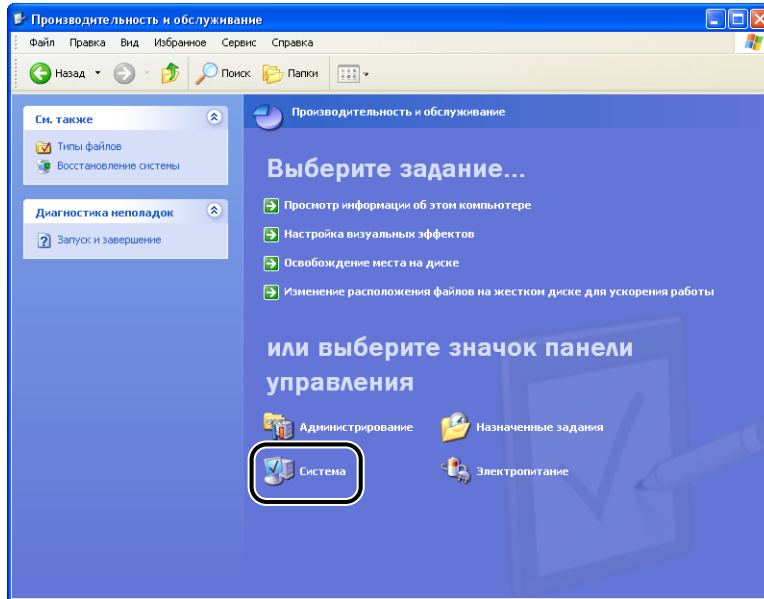 Производительность и обслуживание
Файл Правка Вид Избранное Сервис Справка
Назад Поиск Папки
См. также
Типы файлов
Восстановление системы
Диагностика неполадок
Запуск и завершение
Производительность и обслуживание
Выберите задание...
Просмотр информации об этом компьютере
Настройка визуальных эффектов
Освобождение места на диске
Изменение расположения файлов на жестком диске для ускорения работы
или выберите значок панели
управления
Администрирование Назначенные задания
Система Электропитание